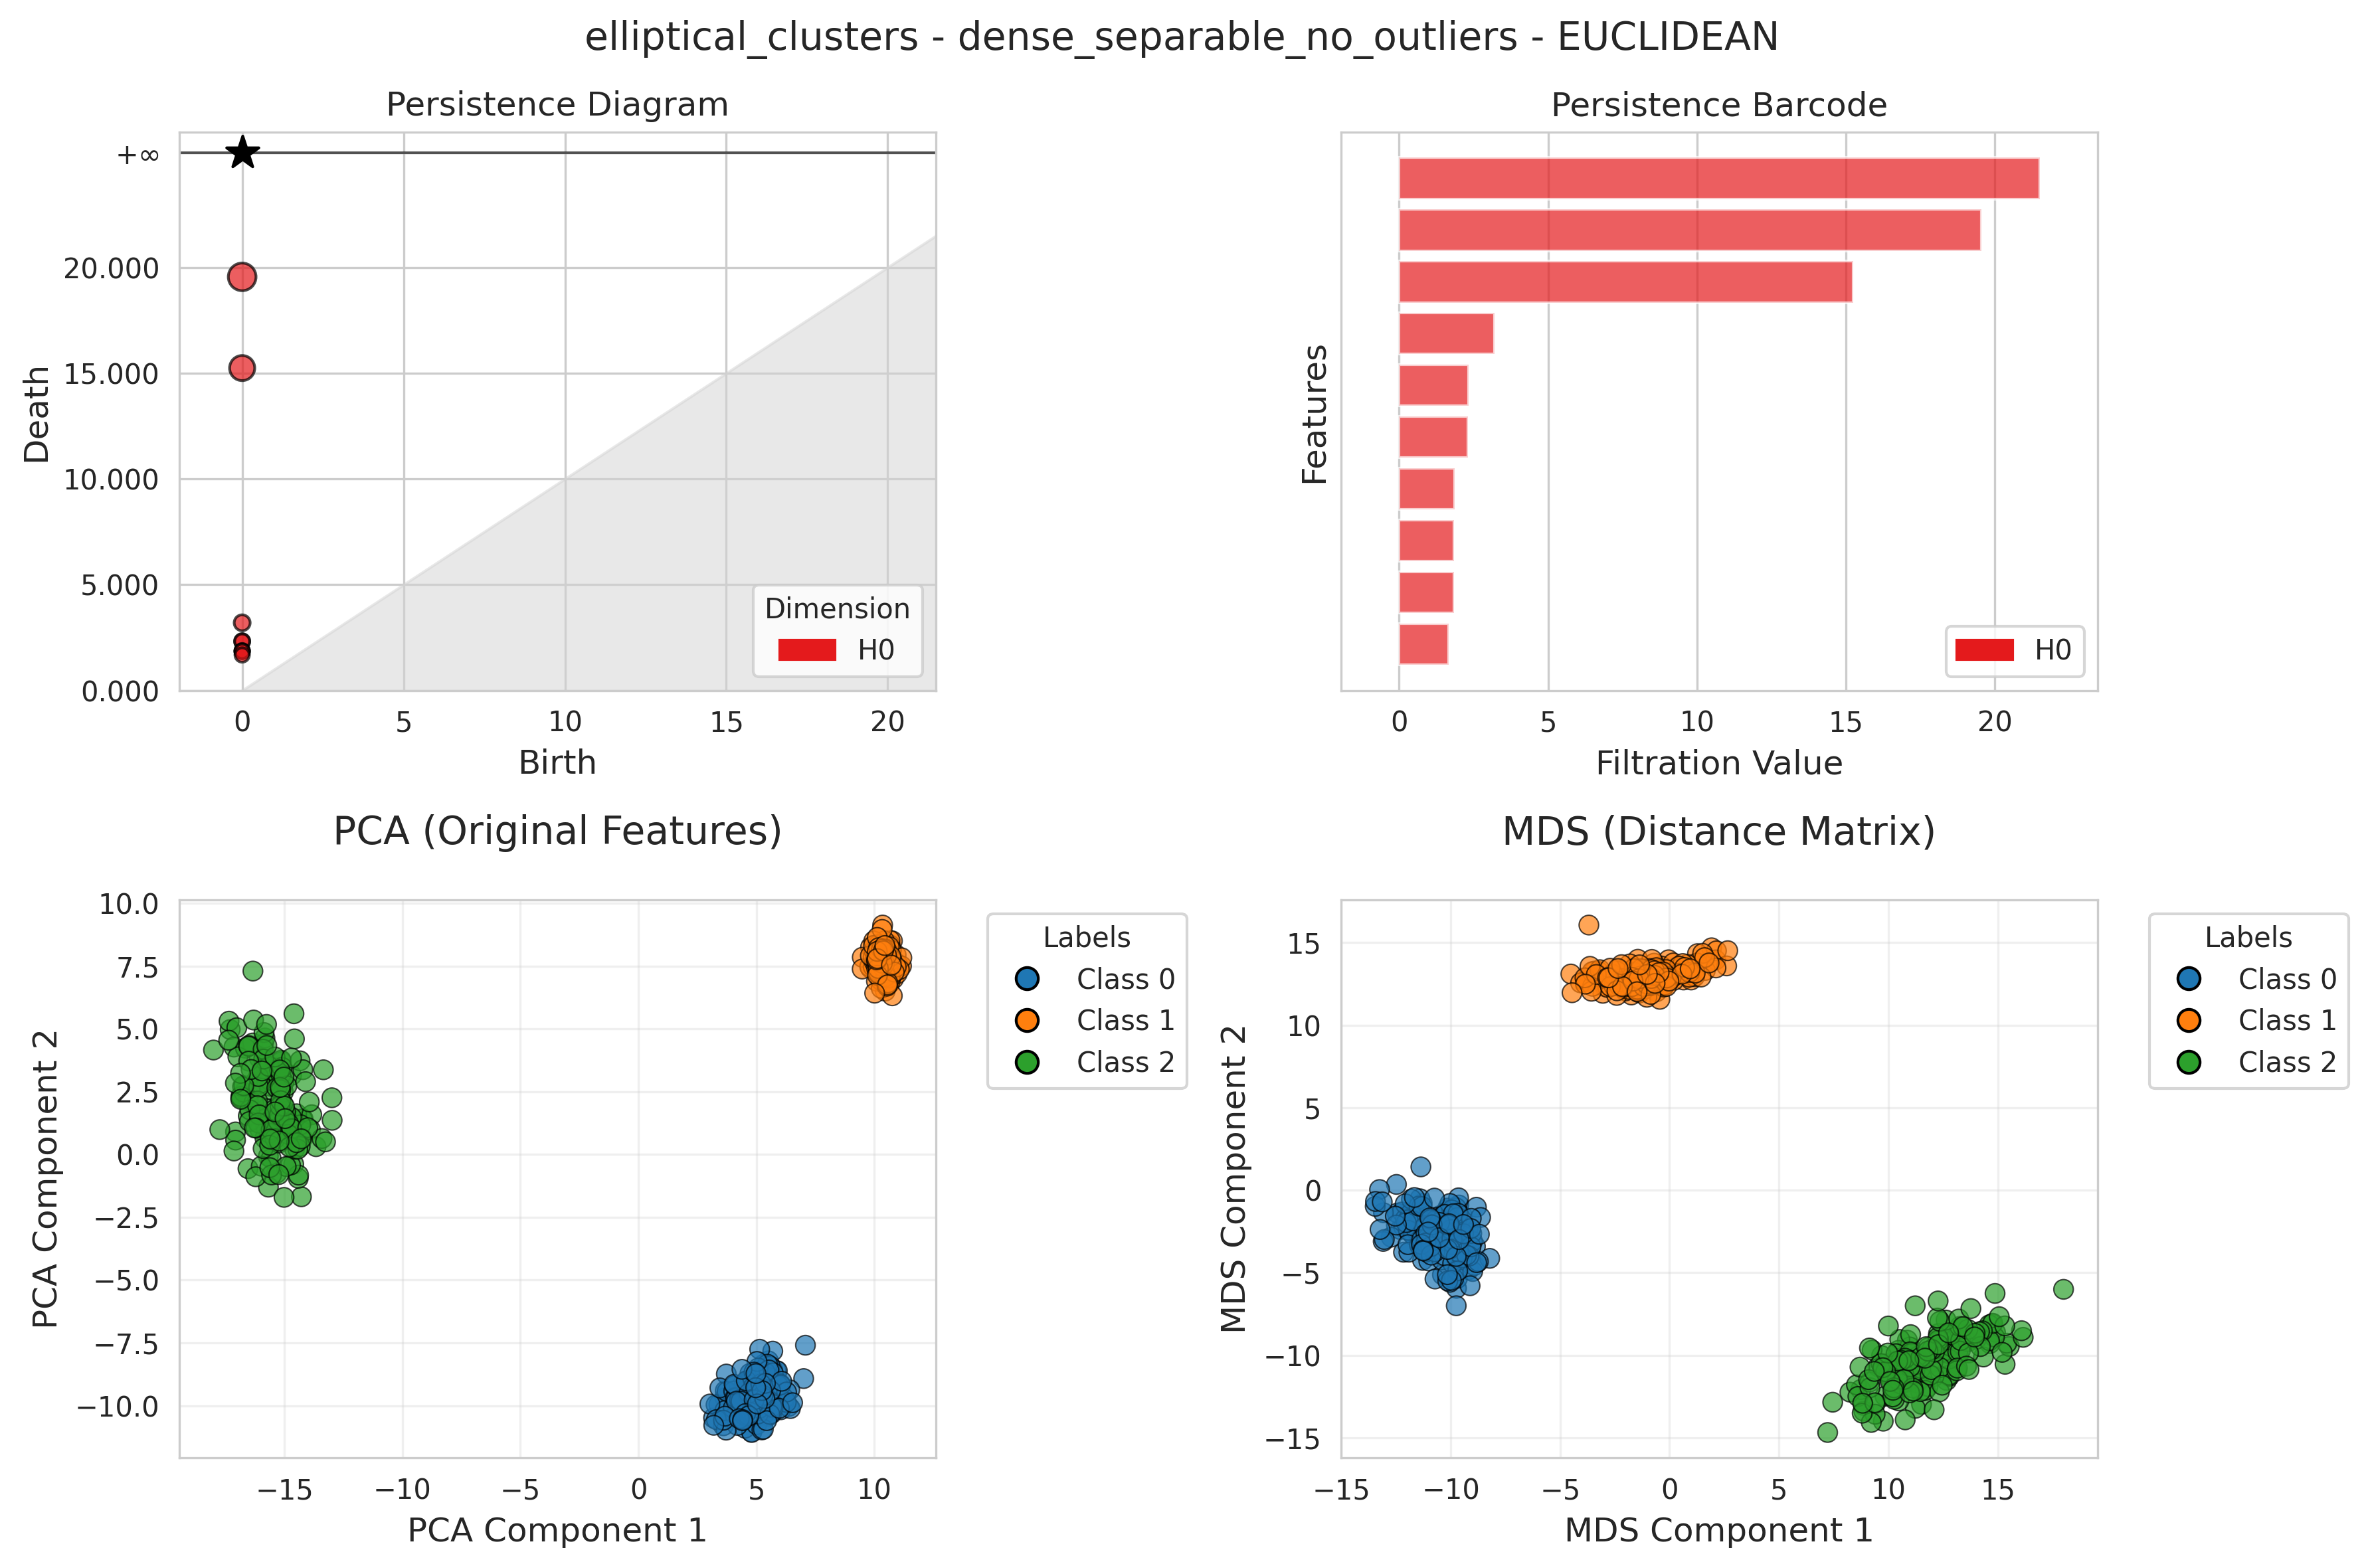 elliptical_clusters - dense_separable_no_outliers - EUCLIDEAN
Persistence Diagram
+∞
20.000
15.000
10.000
5.000
0.000
Death
0 5 10 15 20
Birth
Dimension
H0
Persistence Barcode
Features
0 5 10 15 20
Filtration Value
H0
PCA (Original Features)
10.0
7.5
5.0
2.5
0.0
−2.5
−5.0
−7.5
−10.0
PCA Component 2
−15 −10 −5 0 5 10
PCA Component 1
Labels
Class 0
Class 1
Class 2
MDS (Distance Matrix)
15
10
5
0
−5
−10
−15
MDS Component 2
−15 −10 −5 0 5 10 15
MDS Component 1
Labels
Class 0
Class 1
Class 2